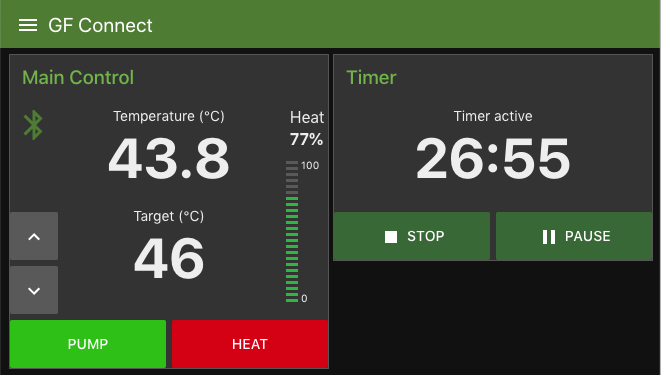 GF Connect
Main Control
Temperature (°C)
43.8
Heat
77%
100
Target (°C)
46
0
PUMP
HEAT
Timer
Timer active
26:55
STOP
PAUSE